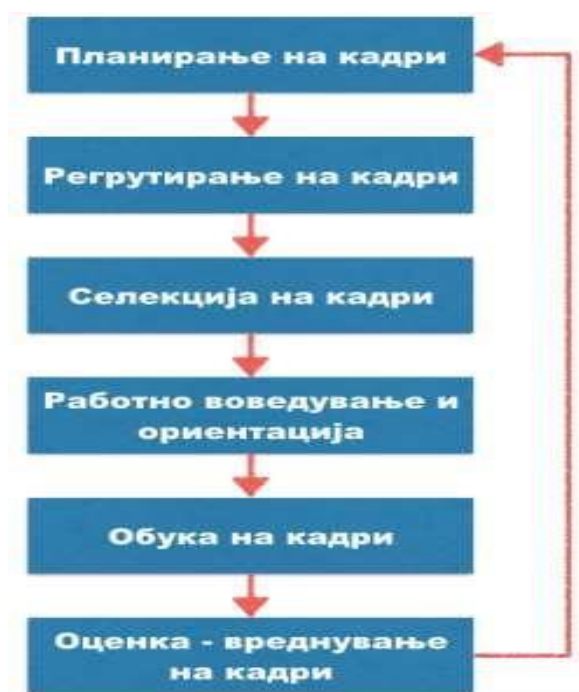 Планирање на кадри
Регрутирање на кадри
Селекција на кадри
Работно воведување и
ориентација
Обука на кадри
Оценка - вреднување
на кадри